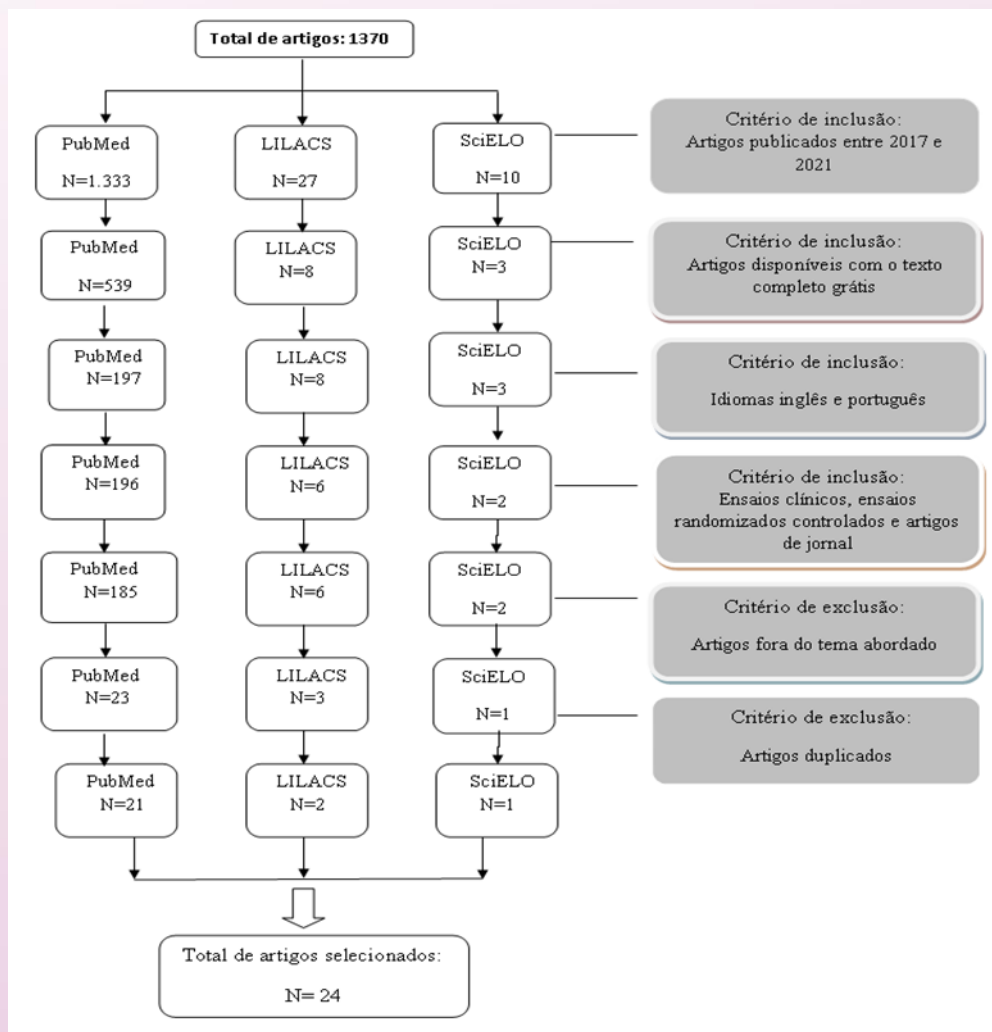 Total de artigos: 1370
PubMed
N=1.333
LILACS
N=27
SciELO
N=10
Critério de inclusão:
Artigos publicados entre 2017 e
2021
PubMed
N=539
LILACS
N=8
SciELO
N=3
Critério de inclusão:
Artigos disponíveis com o texto
completo grátis
PubMed
N=197
LILACS
N=8
SciELO
N=3
Critério de inclusão:
Idiomas inglês e português
PubMed
N=196
LILACS
N=6
SciELO
N=2
Critério de inclusão:
Ensaios clínicos, ensaios
randomizados controlados e artigos
de jornal
PubMed
N=185
LILACS
N=6
SciELO
N=2
Critério de exclusão:
Artigos fora do tema abordado
PubMed
N=23
LILACS
N=3
SciELO
N=1
Critério de exclusão:
Artigos duplicados
PubMed
N=21
LILACS
N=2
SciELO
N=1
Total de artigos selecionados:
N= 24